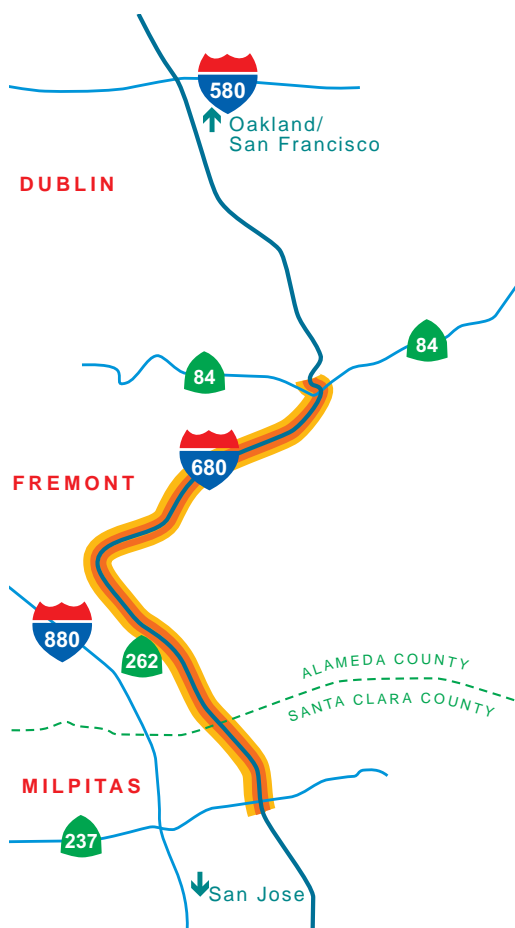 580
Oakland/
San Francisco
DUBLIN
84
84
680
FREMONT
880
262
ALAMEDA COUNTY
SANTA CLARA COUNTY
MILPITAS
237
San Jose